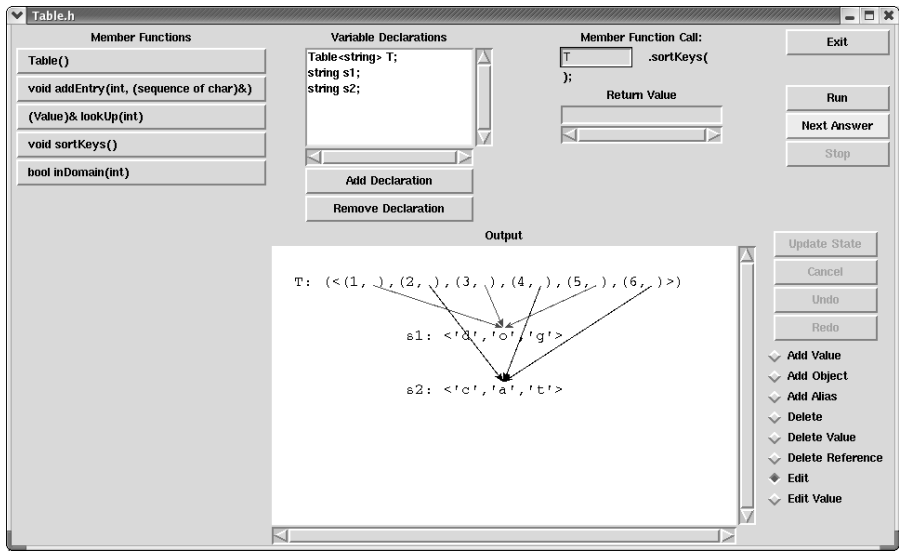 Table.h
Member Functions
Table()
void addEntry(int, (sequence of char)&)
(Value)& lookUp(int)
void sortKeys()
bool inDomain(int)
Variable Declarations
Table<string> T;
string s1;
string s2;
Add Declaration
Remove Declaration
Member Function Call:
T .sortKeys(
);
Return Value
Exit
Run
Next Answer
Stop
Output
T: (<(1, ),(2, ),(3, ),(4, ),(5, ),(6, )>)
s1: <'d','o','g'>
s2: <'c','a','t'>
Update State
Cancel
Undo
Redo
Add Value
Add Object
Add Alias
Delete
Delete Value
Delete Reference
Edit
Edit Value